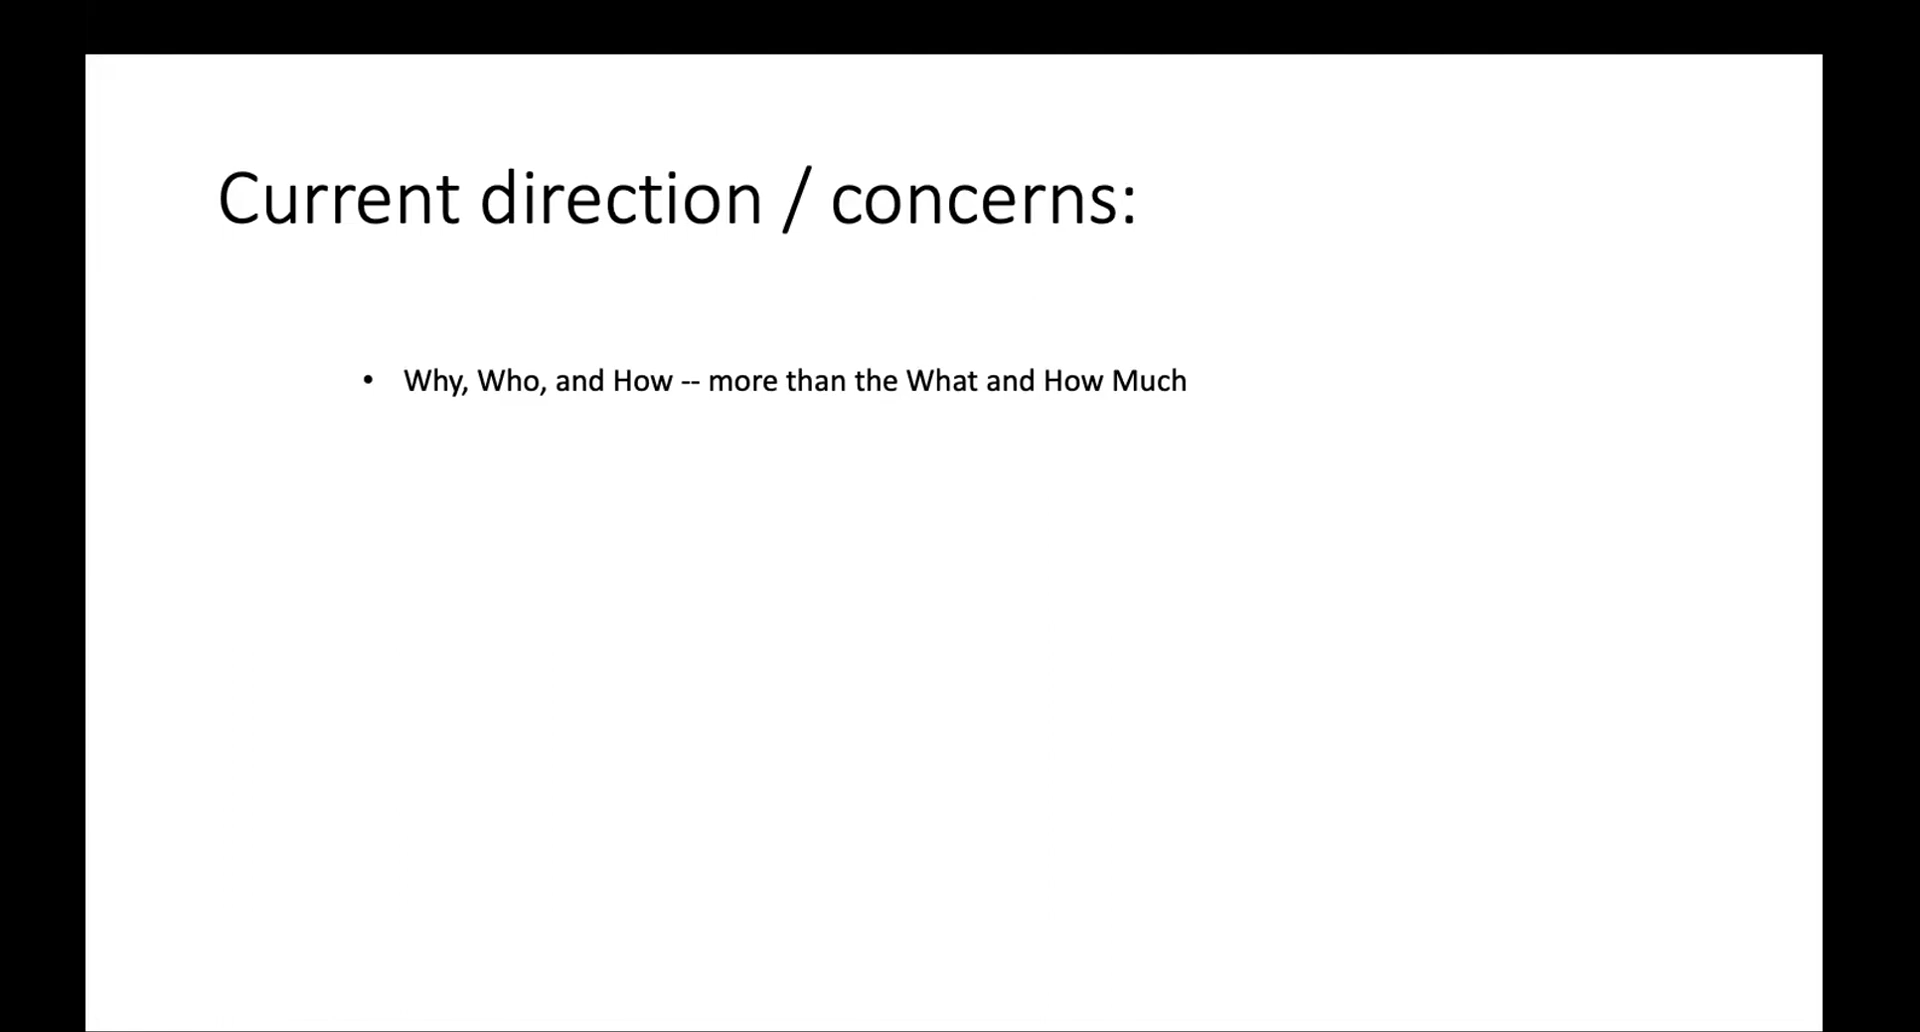 Current direction / concerns:
• Why, Who, and How -- more than the What and How Much